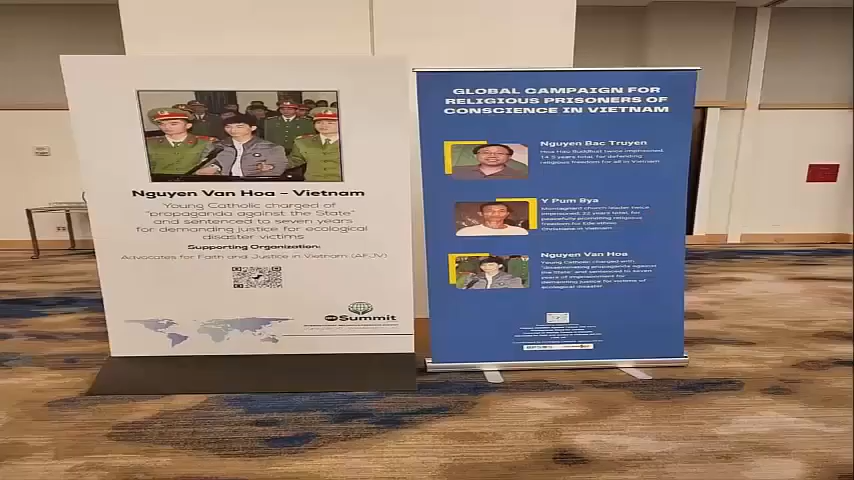 Nguyen Van Hoa – Vietnam
Young Catholic charged of
"propaganda against the State"
and sentenced to seven years
for demanding justice for ecological
disaster victims
Supporting Organization:
Advocates for Faith and Justice in Vietnam (AFJV)
Summit
GLOBAL CAMPAIGN FOR
RELIGIOUS PRISONERS OF
CONSCIENCE IN VIETNAM
Nguyen Bac Truyen
Hoa Hao Buddhist twice imprisoned,
14.5 years total, for defending
religious freedom for all in Vietnam
Y Pum Bya
Montagnard church leader twice
imprisoned, 22 years total, for
peacefully promoting religious
freedom for Ede ethnic
Christians in Vietnam
Nguyen Van Hoa
Young Catholic charged with
"disseminating propaganda against
the State" and sentenced to seven
years of imprisonment for
demanding justice for victims of
ecological disaster